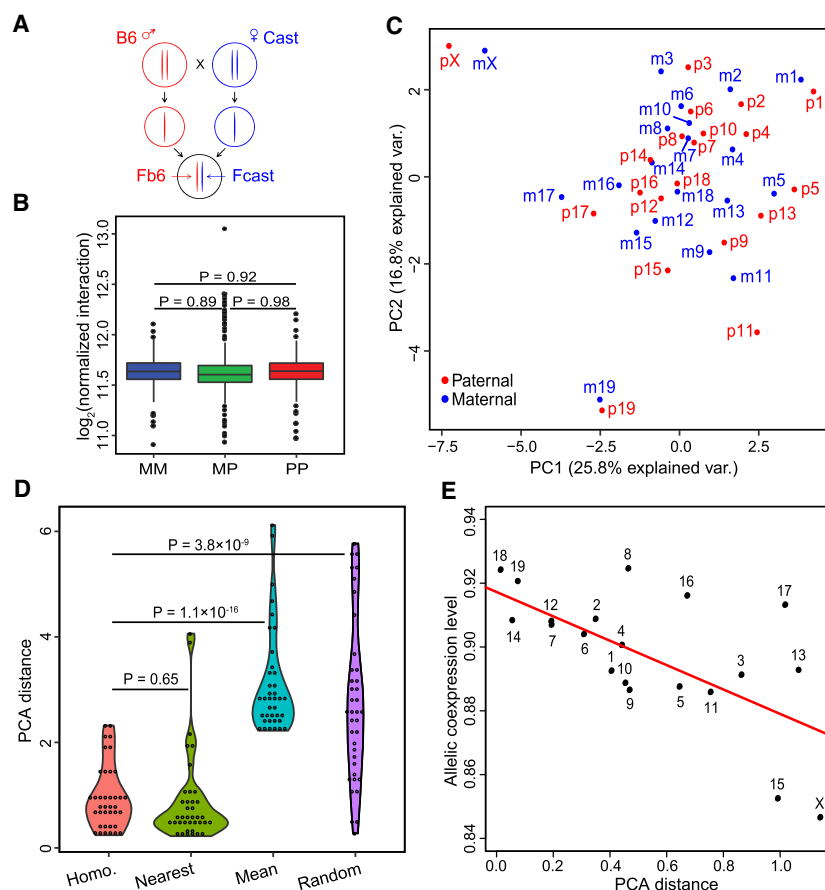 A
B6 ♂
♀ Cast
X
Fb6
Fcast
B
log2(normalized interaction)
13.0
12.5
12.0
11.5
11.0
P = 0.92
P = 0.89
P = 0.98
MM
MP
PP
C
PC2 (16.8% explained var.)
0
−2
−4
pX
mX
m3
p3
m1
p1
m2
p2
m6
p6
m10
p10
m8
p8
p7
p4
m7
m4
p14
m14
m16
p16
p18
m18
m5
p5
m17
p17
p12
m12
m13
p13
m15
p15
m9
p9
m11
p11
m19
p19
Paternal
Maternal
−7.5
−5.0
−2.5
0.0
2.5
PC1 (25.8% explained var.)
D
PCA distance
6
4
2
0
P = 3.8×10-9
P = 1.1×10-16
P = 0.65
Homo.
Nearest
Mean
Random
E
Allelic coexpression level
0.94
0.92
0.90
0.88
0.86
0.84
18
19
8
16
17
14
12
7
2
6
4
1
10
9
5
11
3
13
15
X
0.0
0.2
0.4
0.6
0.8
1.0
PCA distance